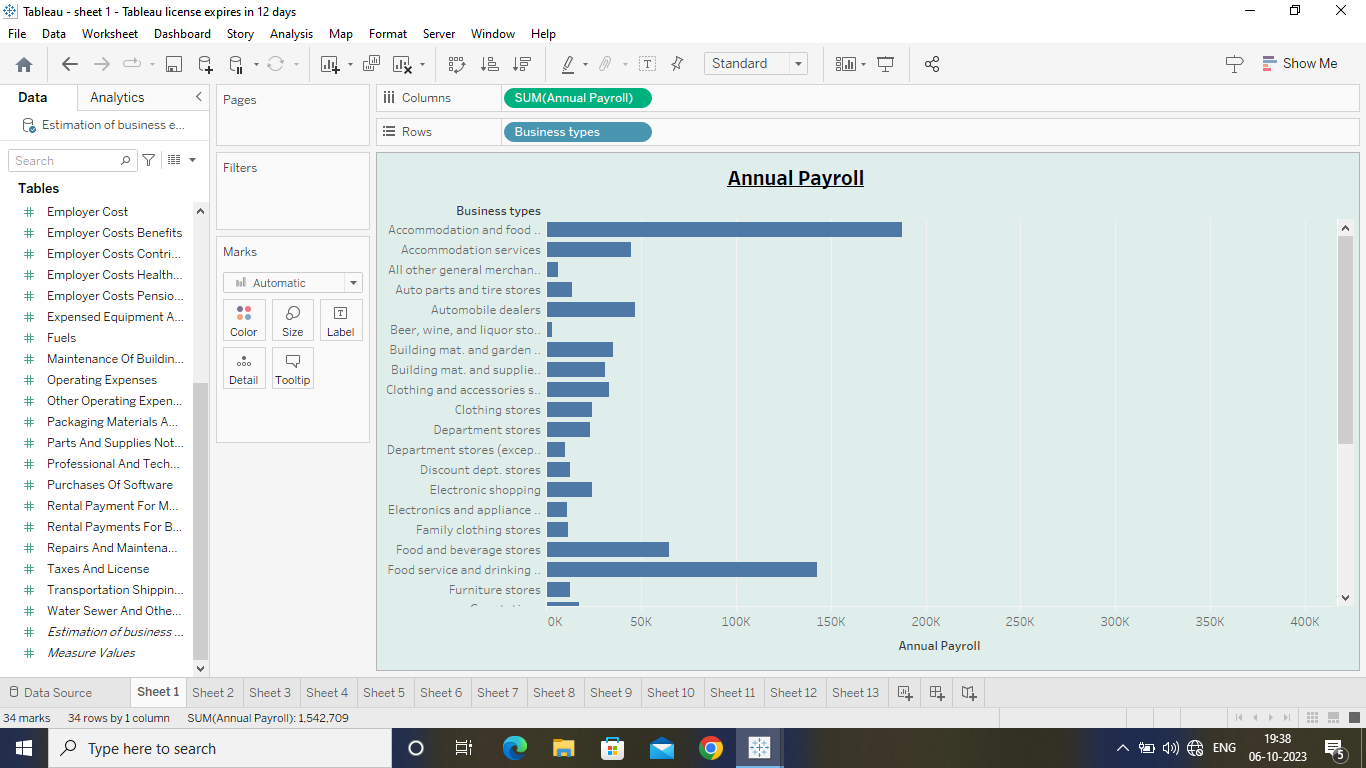 Tableau - sheet 1 - Tableau license expires in 12 days
File Data Worksheet Dashboard Story Analysis Map Format Server Window Help
Standard
Show Me
Data Analytics
Estimation of business e...
Search
Tables
Employer Cost
Employer Costs Benefits
Employer Costs Contri...
Employer Costs Health...
Employer Costs Pensio...
Expensed Equipment A...
Fuels
Maintenance Of Buildin...
Operating Expenses
Other Operating Expen...
Packaging Materials A...
Parts And Supplies Not...
Professional And Tech...
Purchases Of Software
Rental Payment For M...
Rental Payments For B...
Repairs And Maintena...
Taxes And License
Transportation Shippin...
Water Sewer And Othe...
Estimation of business ...
Measure Values
Pages
Filters
Marks
Automatic
Color Size Label
Detail Tooltip
Columns SUM(Annual Payroll)
Rows Business types
Annual Payroll
Business types
Accommodation and food ..
Accommodation services
All other general merchan..
Auto parts and tire stores
Automobile dealers
Beer, wine, and liquor sto..
Building mat. and garden ..
Building mat. and supplie..
Clothing and accessories s..
Clothing stores
Department stores
Department stores (excep..
Discount dept. stores
Electronic shopping
Electronics and appliance ..
Family clothing stores
Food and beverage stores
Food service and drinking ..
Furniture stores
0K 50K 100K 150K 200K 250K 300K 350K 400K
Annual Payroll
Data Source Sheet 1 Sheet 2 Sheet 3 Sheet 4 Sheet 5 Sheet 6 Sheet 7 Sheet 8 Sheet 9 Sheet 10 Sheet 11 Sheet 12 Sheet 13
34 marks 34 rows by 1 column SUM(Annual Payroll): 1,542,709
Type here to search
ENG
19:38
06-10-2023
5